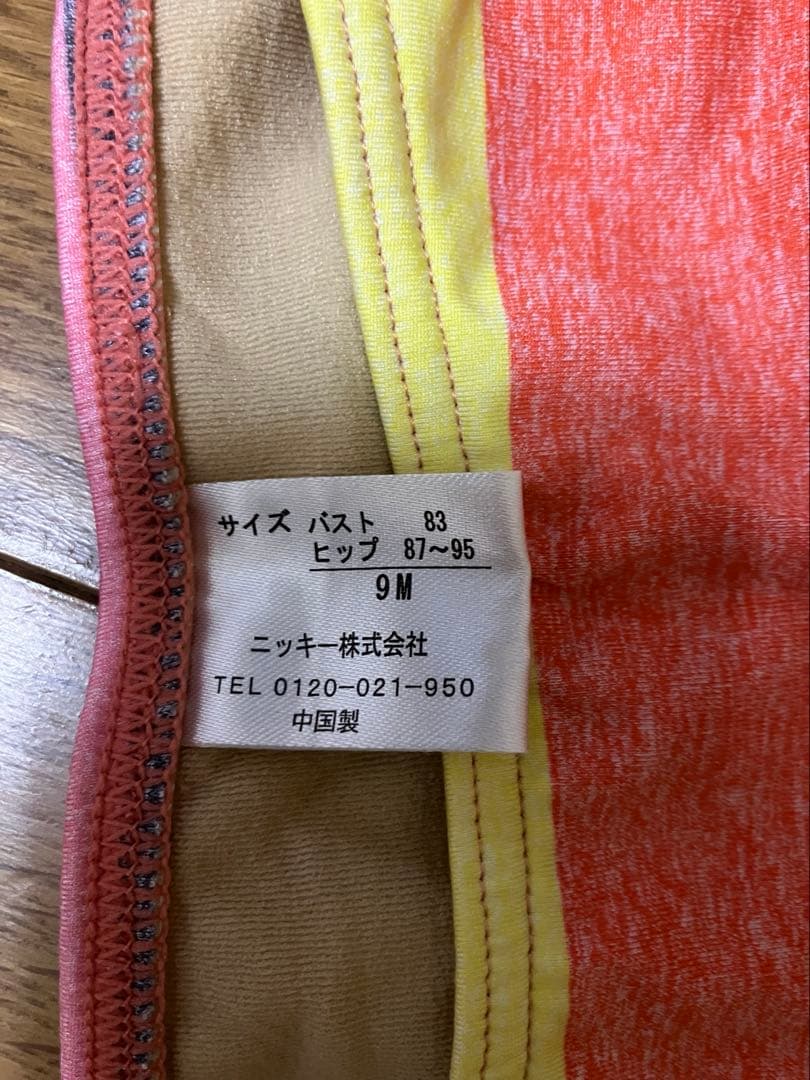 サイズ バスト 83
ヒップ 87～95
9M
ニッキー株式会社
TEL 0120-021-950
中国製